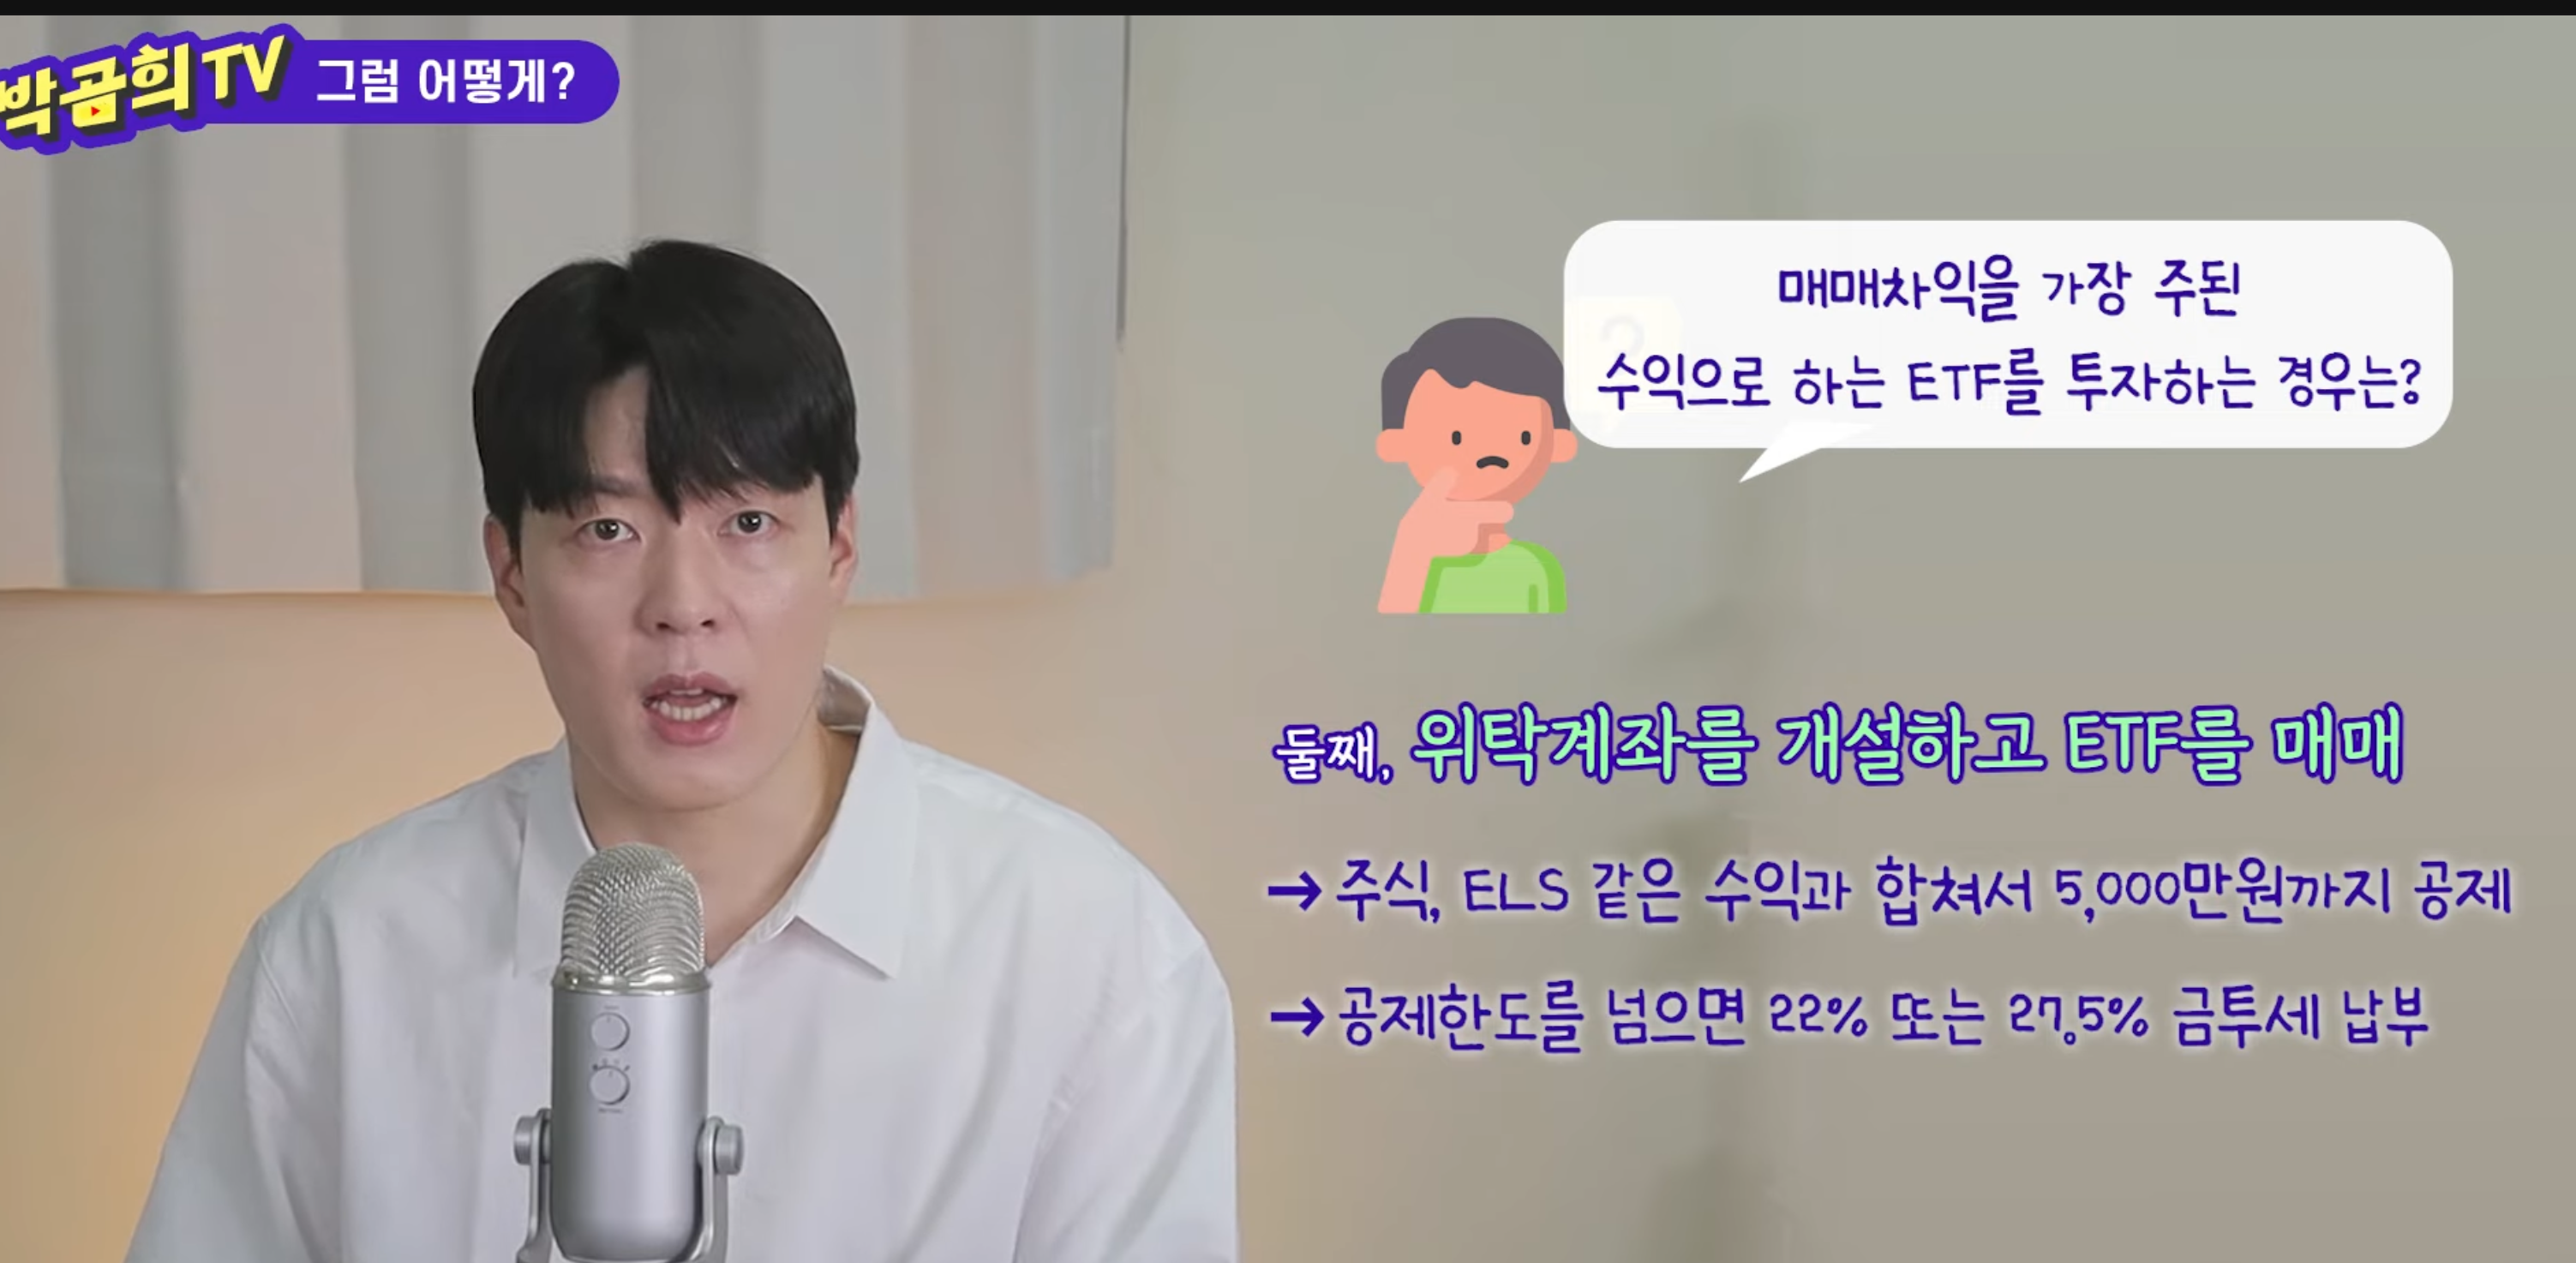 박곰희TV 그럼 어떻게?
매매차익을 가장 주된
수익으로 하는 ETF를 투자하는 경우는?
둘째, 위탁계좌를 개설하고 ETF를 매매
→ 주식, ELS 같은 수익과 합쳐서 5,000만원까지 공제
→ 공제한도를 넘으면 22% 또는 27.5% 금투세 납부